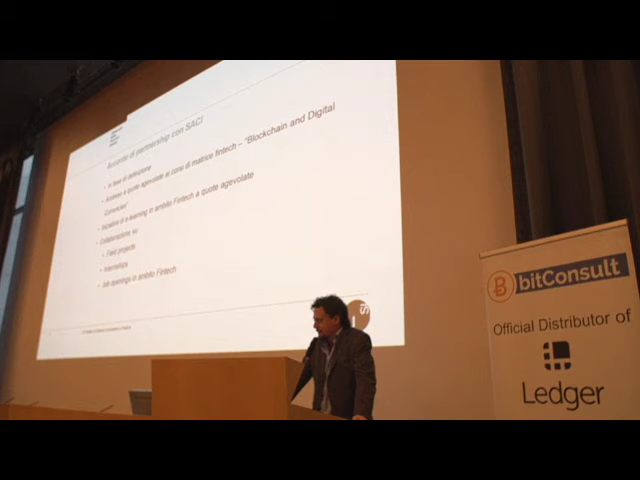 Accordo di partnership con SACI
• In fase di definizione
• Accesso a quote agevolate ai corsi di matrice fintech – "Blockchain and Digital
Currencies"
• Iniziative di e-learning in ambito Fintech a quote agevolate
• Collaborazione su
• Field projects
• Internships
• Job openings in ambito Fintech
bitConsult
Official Distributor of
Ledger